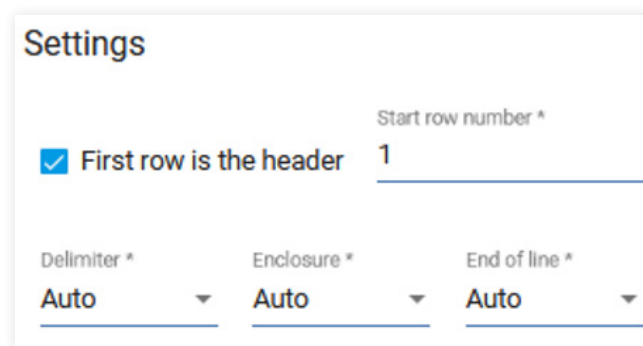 Settings
Start row number *
First row is the header
1
Delimiter *
Enclosure *
End of line *
Auto
Auto
Auto